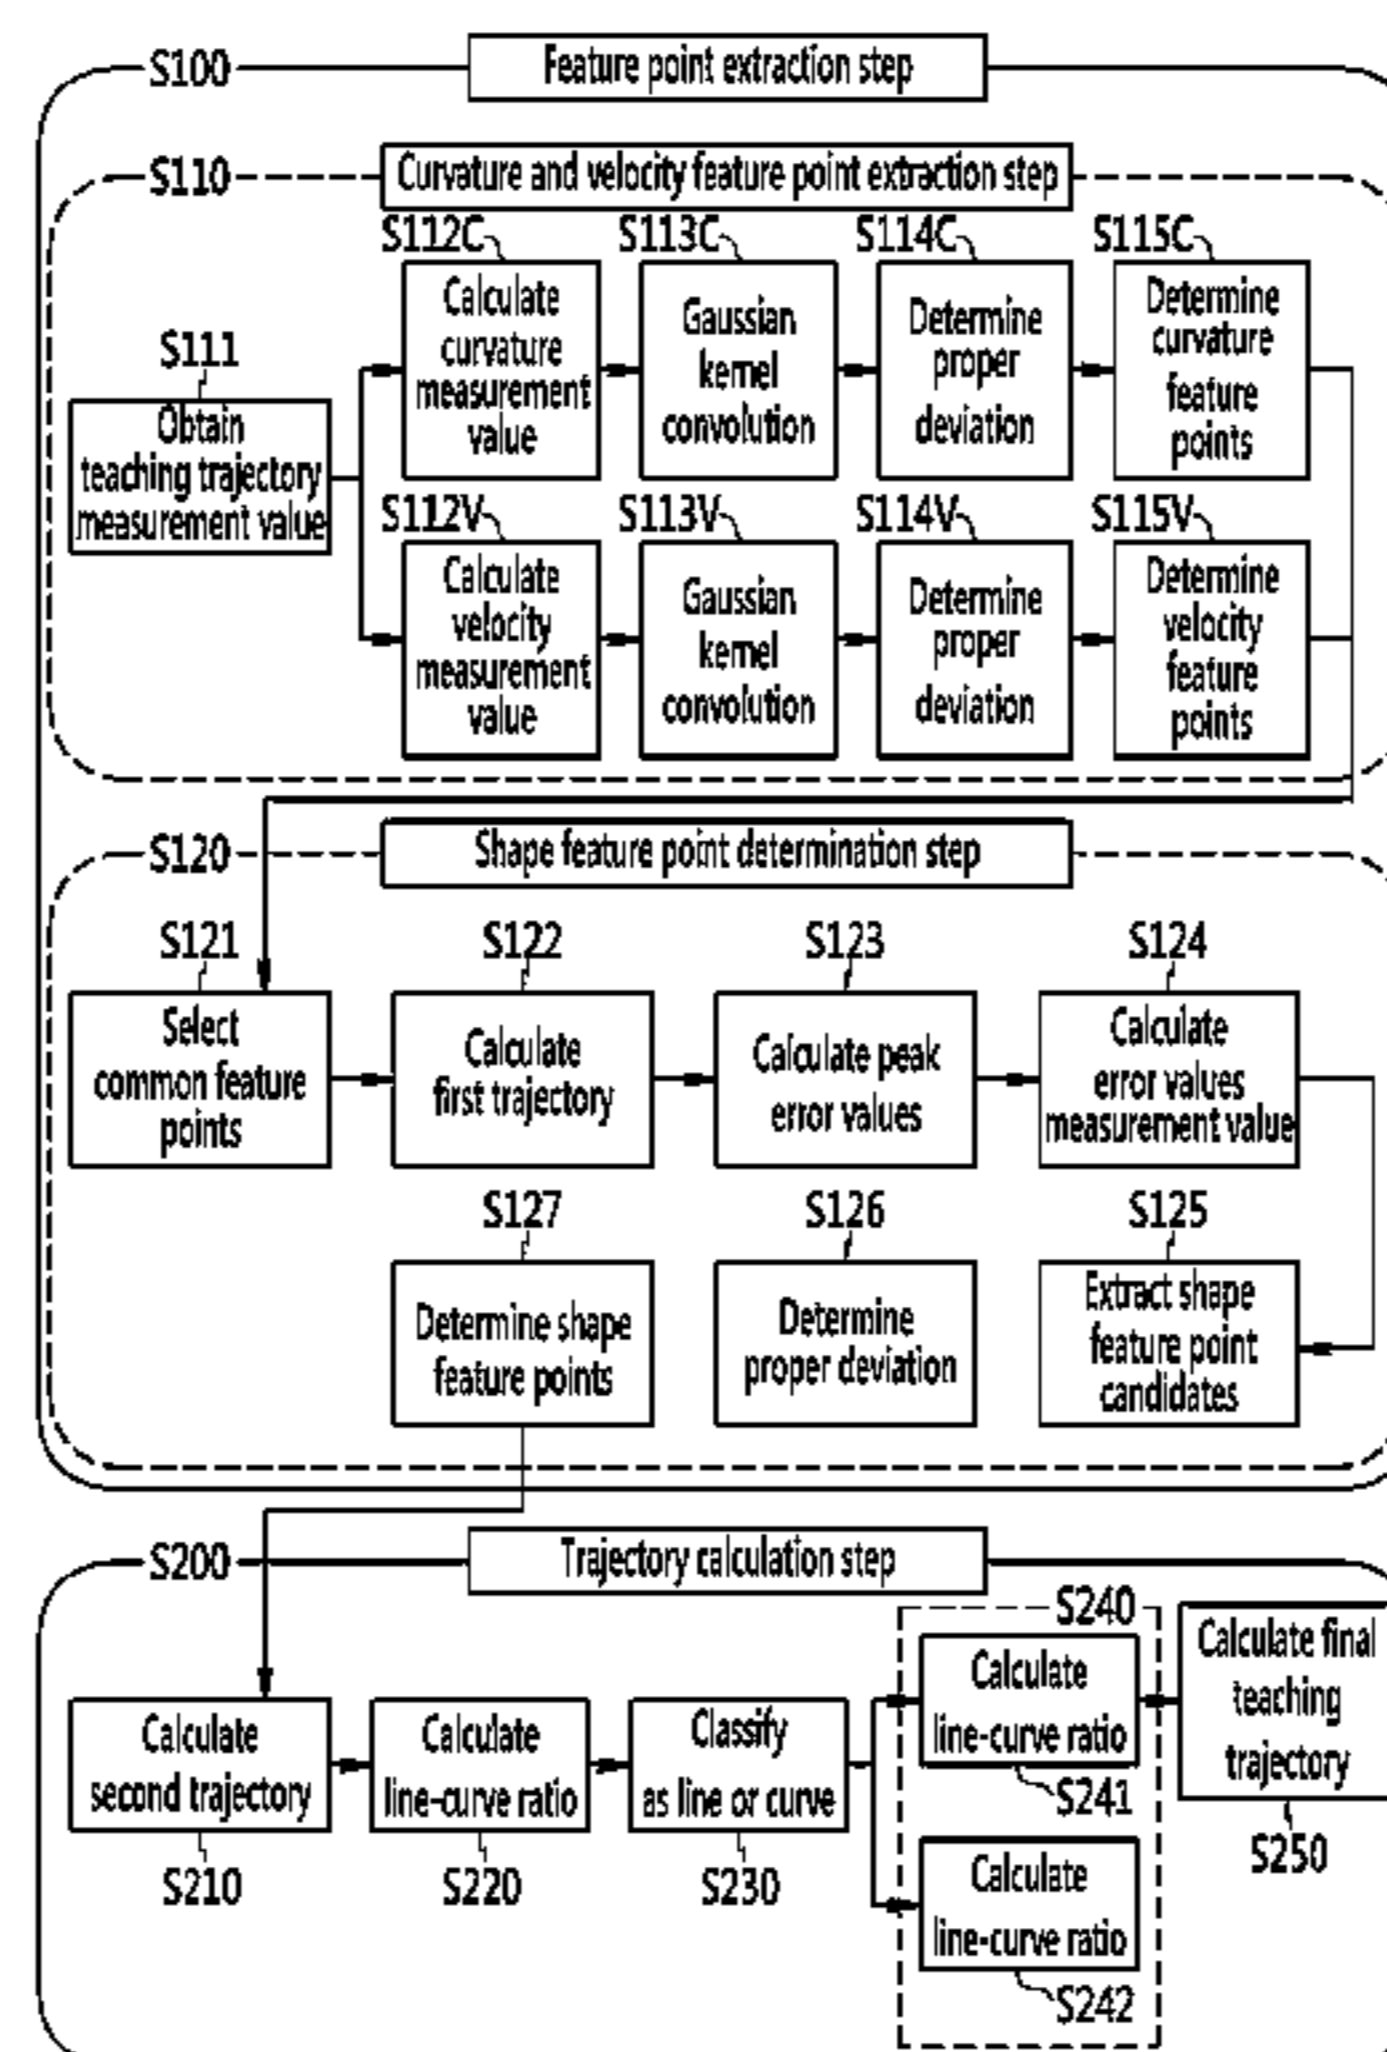 S100
Feature point extraction step
S110
Curvature and velocity feature point extraction step
S112C
S113C
S114C
S115C
Calculate
curvature
measurement
value
Gaussian
kernel
convolution
Determine
proper
deviation
Determine
curvature
feature
points
S111
Obtain
teaching trajectory
measurement value
S112V
S113V
S114V
S115V
Calculate
velocity
measurement
value
Gaussian
kernel
convolution
Determine
proper
deviation
Determine
velocity
feature
points
S120
Shape feature point determination step
S121
S122
S123
S124
Select
common feature
points
Calculate
first trajectory
Calculate peak
error values
Calculate
error values
measurement value
S127
S126
S125
Determine shape
feature points
Determine
proper deviation
Extract shape
feature point
candidates
S200
Trajectory calculation step
S240
Calculate
second trajectory
Calculate
line-curve ratio
Classify
as line or curve
Calculate
line-curve ratio
Calculate final
teaching
trajectory
S241
S250
S210
S220
S230
Calculate
line-curve ratio
S242